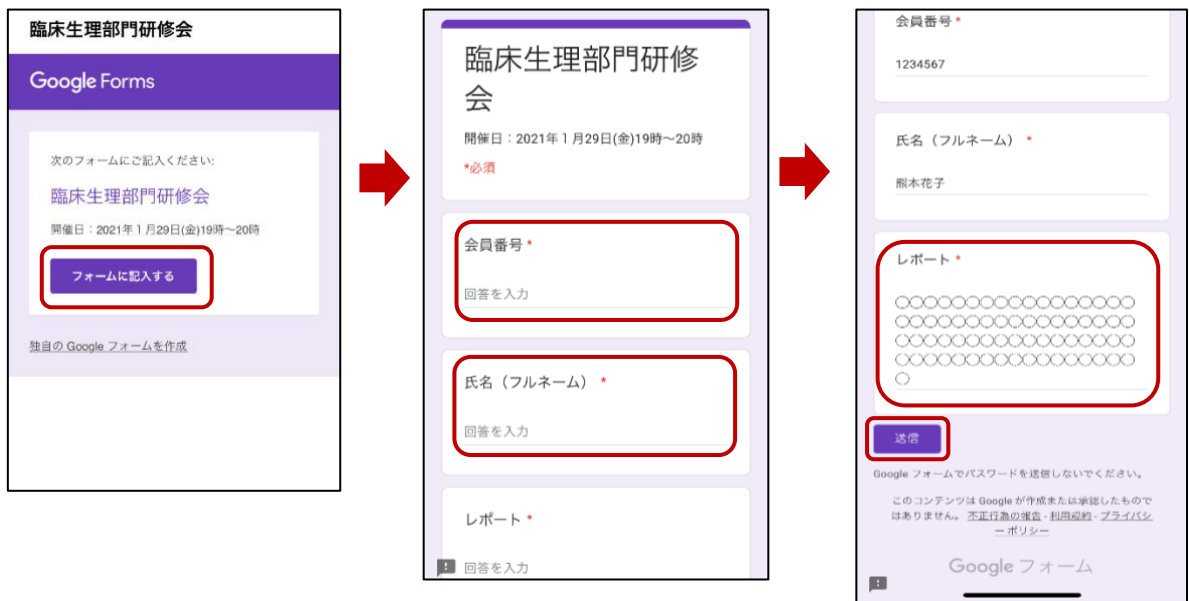 臨床生理部門研修会
Google Forms
次のフォームにご記入ください:
臨床生理部門研修会
開催日：2021年1月29日(金)19時〜20時
フォームに記入する
独自の Google フォームを作成
臨床生理部門研修
会
開催日：2021年1月29日(金)19時〜20時
*必須
会員番号 *
回答を入力
氏名（フルネーム） *
回答を入力
レポート *
回答を入力
会員番号 *
1234567
氏名（フルネーム） *
熊本花子
レポート *
○○○○○○○○○○○○○○○○○
○○○○○○○○○○○○○○○○○
○○○○○○○○○○○○○○○○○
○○○○○○○○○○○○○○○○○
○
送信
Google フォームでパスワードを送信しないでください。
このコンテンツは Google が作成または承認したもので
はありません。 不正行為の報告 - 利用規約 - プライバシ
ーポリシー
Google フォーム